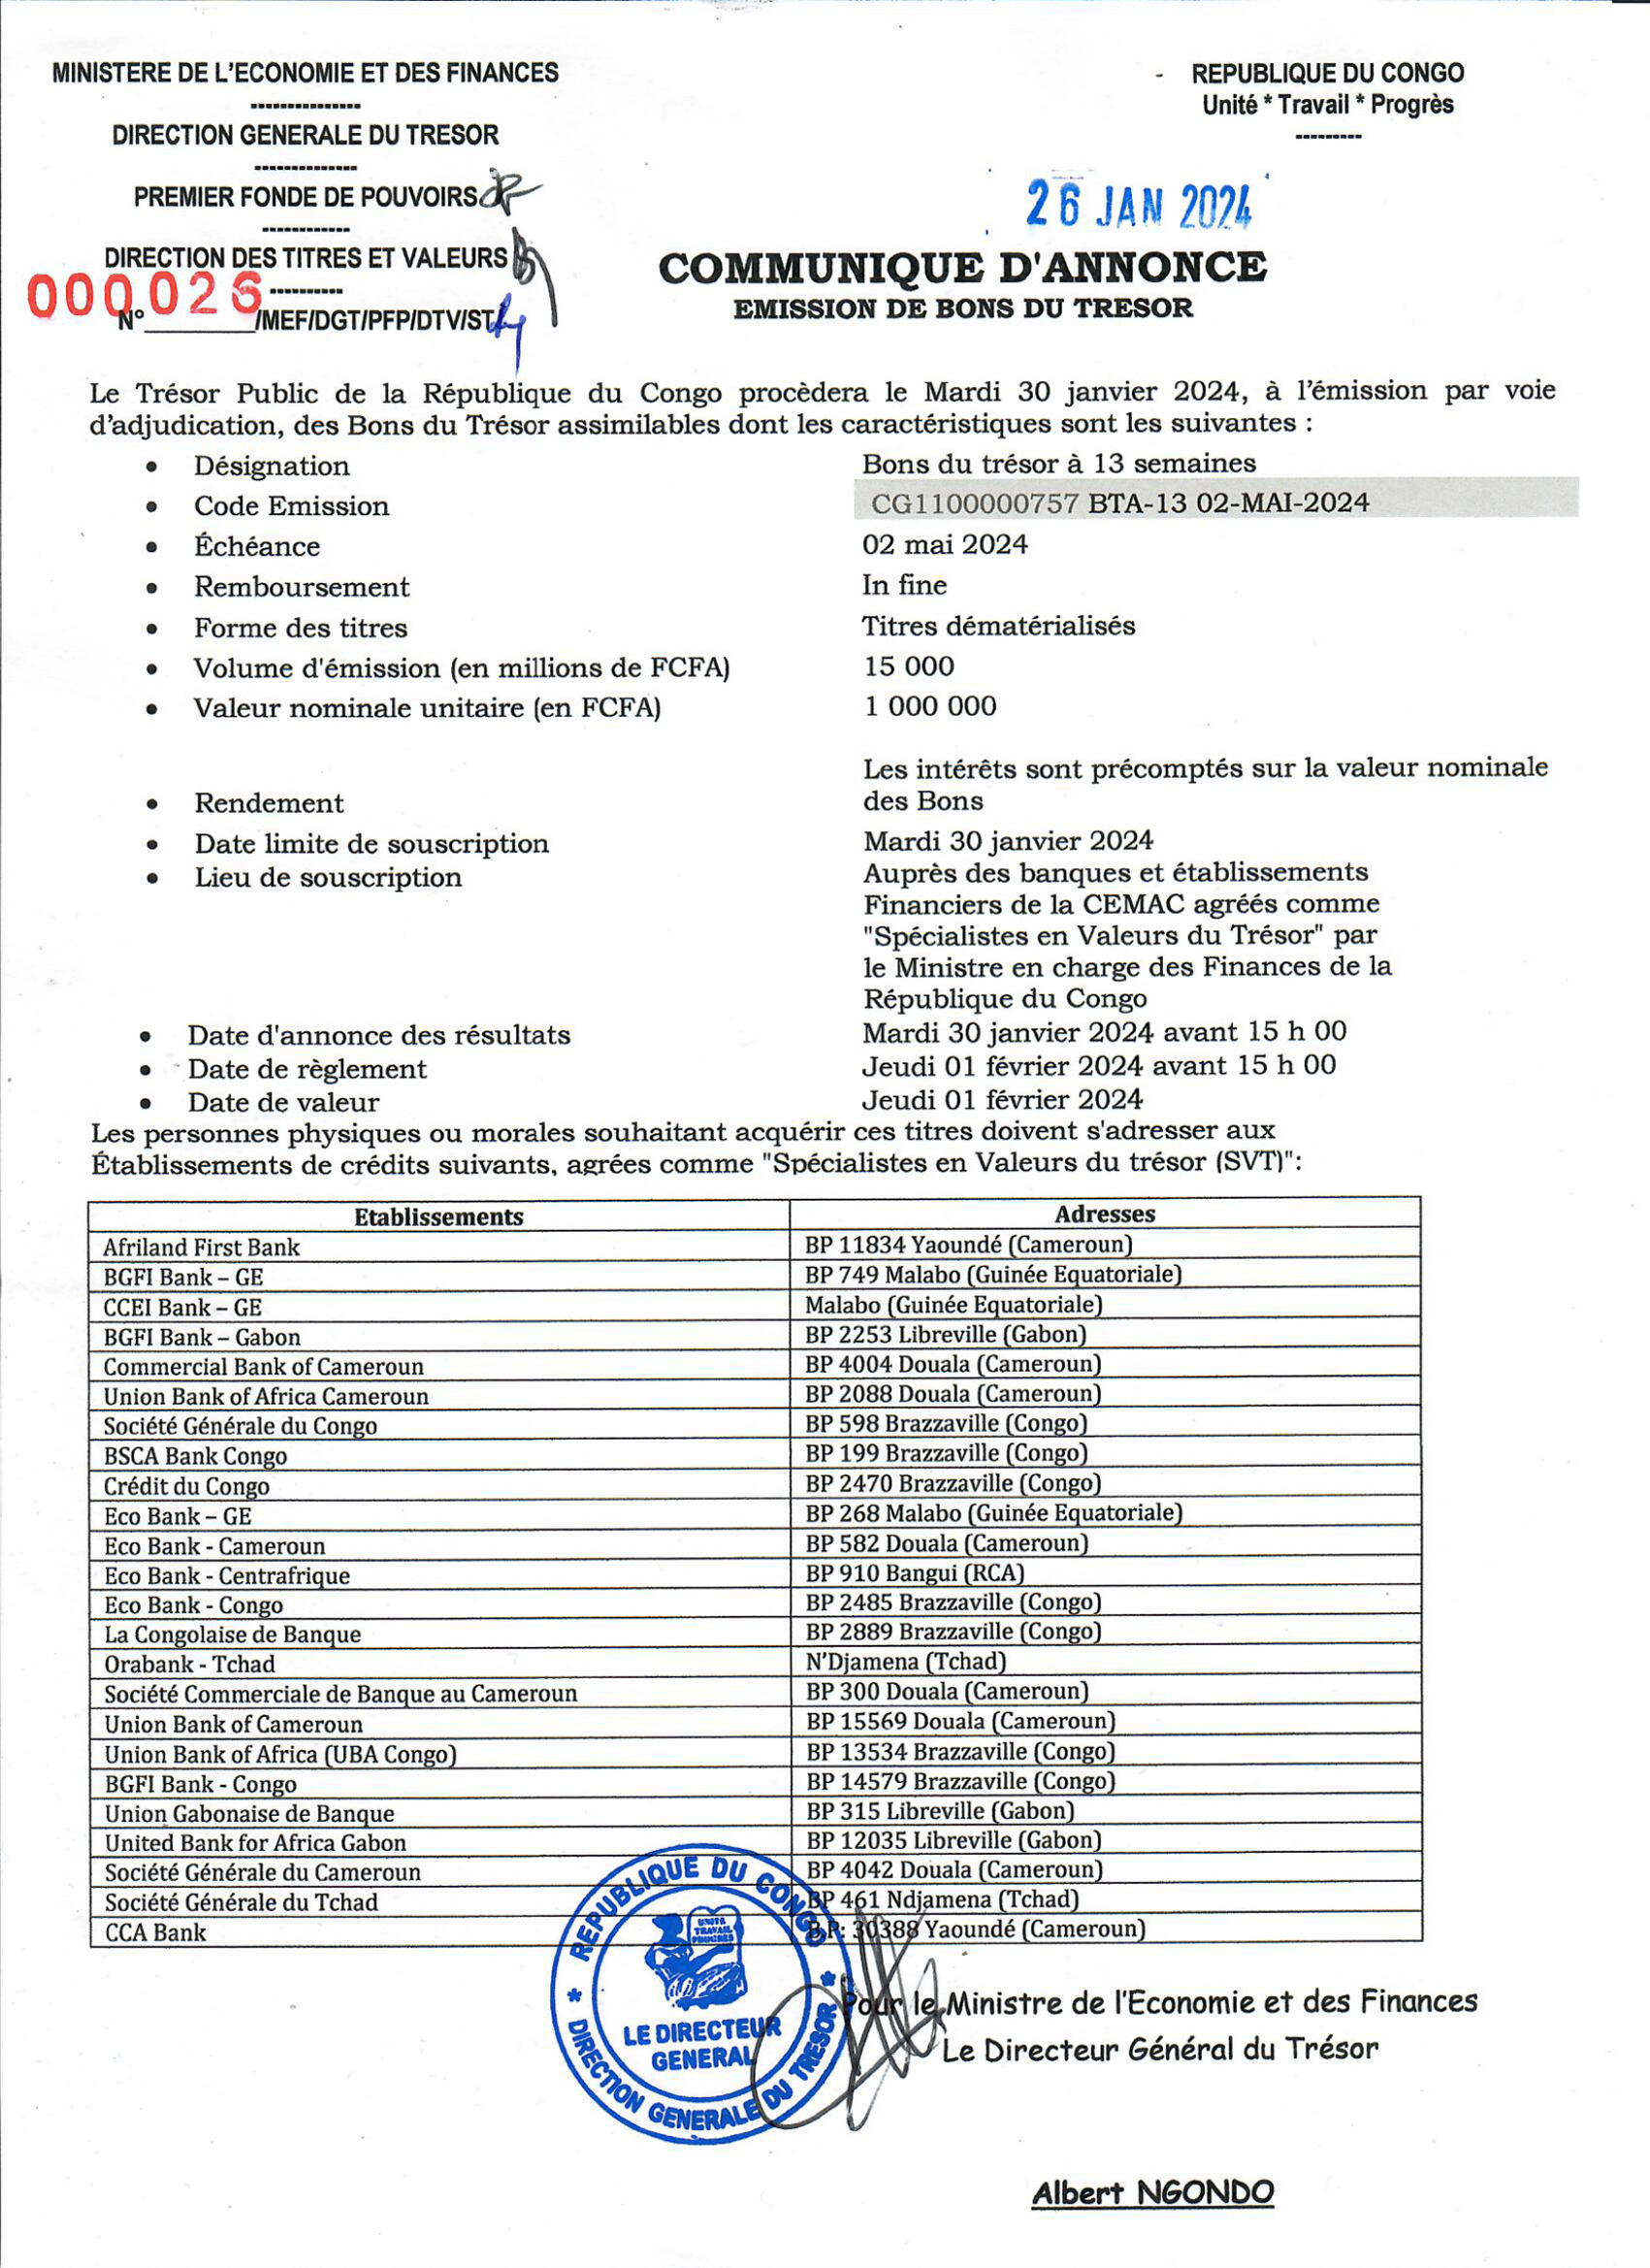 MINISTERE DE L'ECONOMIE ET DES FINANCES
---------------
DIRECTION GENERALE DU TRESOR
--------------
PREMIER FONDE DE POUVOIRS
------------
DIRECTION DES TITRES ET VALEURS
----------
000026
N°________/MEF/DGT/PFP/DTV/ST
REPUBLIQUE DU CONGO
Unité * Travail * Progrès
---------
26 JAN 2024
COMMUNIQUE D'ANNONCE
EMISSION DE BONS DU TRESOR
Le Trésor Public de la République du Congo procèdera le Mardi 30 janvier 2024, à l'émission par voie
d'adjudication, des Bons du Trésor assimilables dont les caractéristiques sont les suivantes :
• Désignation Bons du trésor à 13 semaines
• Code Emission CG1100000757 BTA-13 02-MAI-2024
• Échéance 02 mai 2024
• Remboursement In fine
• Forme des titres Titres dématérialisés
• Volume d'émission (en millions de FCFA) 15 000
• Valeur nominale unitaire (en FCFA) 1 000 000
Les intérêts sont précomptés sur la valeur nominale
• Rendement des Bons
• Date limite de souscription Mardi 30 janvier 2024
• Lieu de souscription Auprès des banques et établissements
Financiers de la CEMAC agréés comme
"Spécialistes en Valeurs du Trésor" par
le Ministre en charge des Finances de la
République du Congo
• Date d'annonce des résultats Mardi 30 janvier 2024 avant 15 h 00
• Date de règlement Jeudi 01 février 2024 avant 15 h 00
• Date de valeur Jeudi 01 février 2024
Les personnes physiques ou morales souhaitant acquérir ces titres doivent s'adresser aux
Établissements de crédits suivants, agrées comme "Spécialistes en Valeurs du trésor (SVT)":
Etablissements Adresses
Afriland First Bank BP 11834 Yaoundé (Cameroun)
BGFI Bank – GE BP 749 Malabo (Guinée Equatoriale)
CCEI Bank – GE Malabo (Guinée Equatoriale)
BGFI Bank – Gabon BP 2253 Libreville (Gabon)
Commercial Bank of Cameroun BP 4004 Douala (Cameroun)
Union Bank of Africa Cameroun BP 2088 Douala (Cameroun)
Société Générale du Congo BP 598 Brazzaville (Congo)
BSCA Bank Congo BP 199 Brazzaville (Congo)
Crédit du Congo BP 2470 Brazzaville (Congo)
Eco Bank – GE BP 268 Malabo (Guinée Equatoriale)
Eco Bank - Cameroun BP 582 Douala (Cameroun)
Eco Bank - Centrafrique BP 910 Bangui (RCA)
Eco Bank - Congo BP 2485 Brazzaville (Congo)
La Congolaise de Banque BP 2889 Brazzaville (Congo)
Orabank - Tchad N'Djamena (Tchad)
Société Commerciale de Banque au Cameroun BP 300 Douala (Cameroun)
Union Bank of Cameroun BP 15569 Douala (Cameroun)
Union Bank of Africa (UBA Congo) BP 13534 Brazzaville (Congo)
BGFI Bank - Congo BP 14579 Brazzaville (Congo)
Union Gabonaise de Banque BP 315 Libreville (Gabon)
United Bank for Africa Gabon BP 12035 Libreville (Gabon)
Société Générale du Cameroun BP 4042 Douala (Cameroun)
Société Générale du Tchad BP 461 Ndjamena (Tchad)
CCA Bank B.P: 30388 Yaoundé (Cameroun)
REPUBLIQUE DU CONGO
UNITE
TRAVAIL
PROGRES
LE DIRECTEUR
GENERAL
DIRECTION GENERALE DU TRESOR
Pour le Ministre de l'Economie et des Finances
Le Directeur Général du Trésor
Albert NGONDO